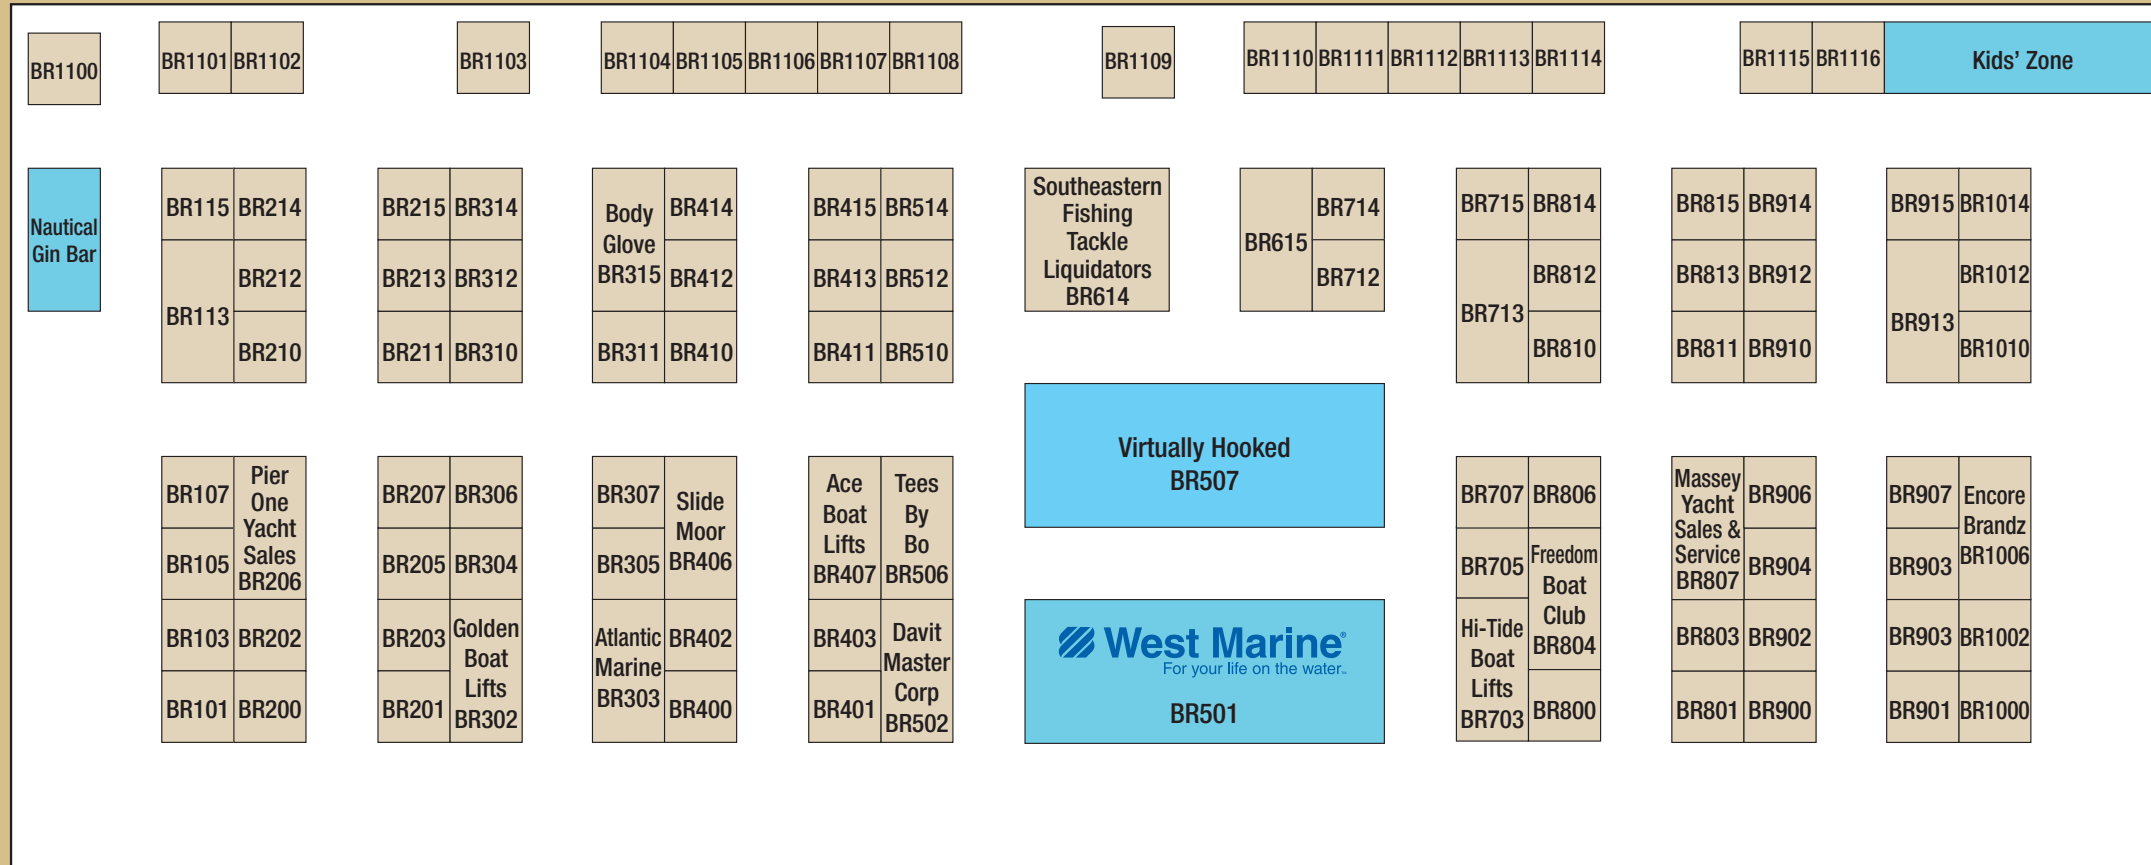 BR1100
BR1101 BR1102
BR1103
BR1104 BR1105 BR1106 BR1107 BR1108
BR1109
BR1110 BR1111 BR1112 BR1113 BR1114
BR1115 BR1116
Kids' Zone
Nautical
Gin Bar
BR115 BR214
BR212
BR113
BR210
BR215 BR314
BR213 BR312
BR211 BR310
Body
Glove
BR315
BR414
BR412
BR311 BR410
BR415 BR514
BR413 BR512
BR411 BR510
Southeastern
Fishing
Tackle
Liquidators
BR614
BR615
BR714
BR712
BR715 BR814
BR812
BR713
BR810
BR815 BR914
BR813 BR912
BR811 BR910
BR915 BR1014
BR1012
BR913
BR1010
Virtually Hooked
BR507
BR107
BR105
Pier
One
Yacht
Sales
BR206
BR103 BR202
BR101 BR200
BR207 BR306
BR205 BR304
BR203
BR201
Golden
Boat
Lifts
BR302
BR307
BR305
Slide
Moor
BR406
Atlantic
Marine
BR303
BR402
BR400
Ace
Boat
Lifts
BR407
Tees
By
Bo
BR506
BR403
BR401
Davit
Master
Corp
BR502
West Marine®
For your life on the water™
BR501
BR707 BR806
BR705
Freedom
Boat
Club
BR804
Hi-Tide
Boat
Lifts
BR703
BR800
Massey
Yacht
Sales &
Service
BR807
BR906
BR904
BR803 BR902
BR801 BR900
BR907
BR903
Encore
Brandz
BR1006
BR903 BR1002
BR901 BR1000